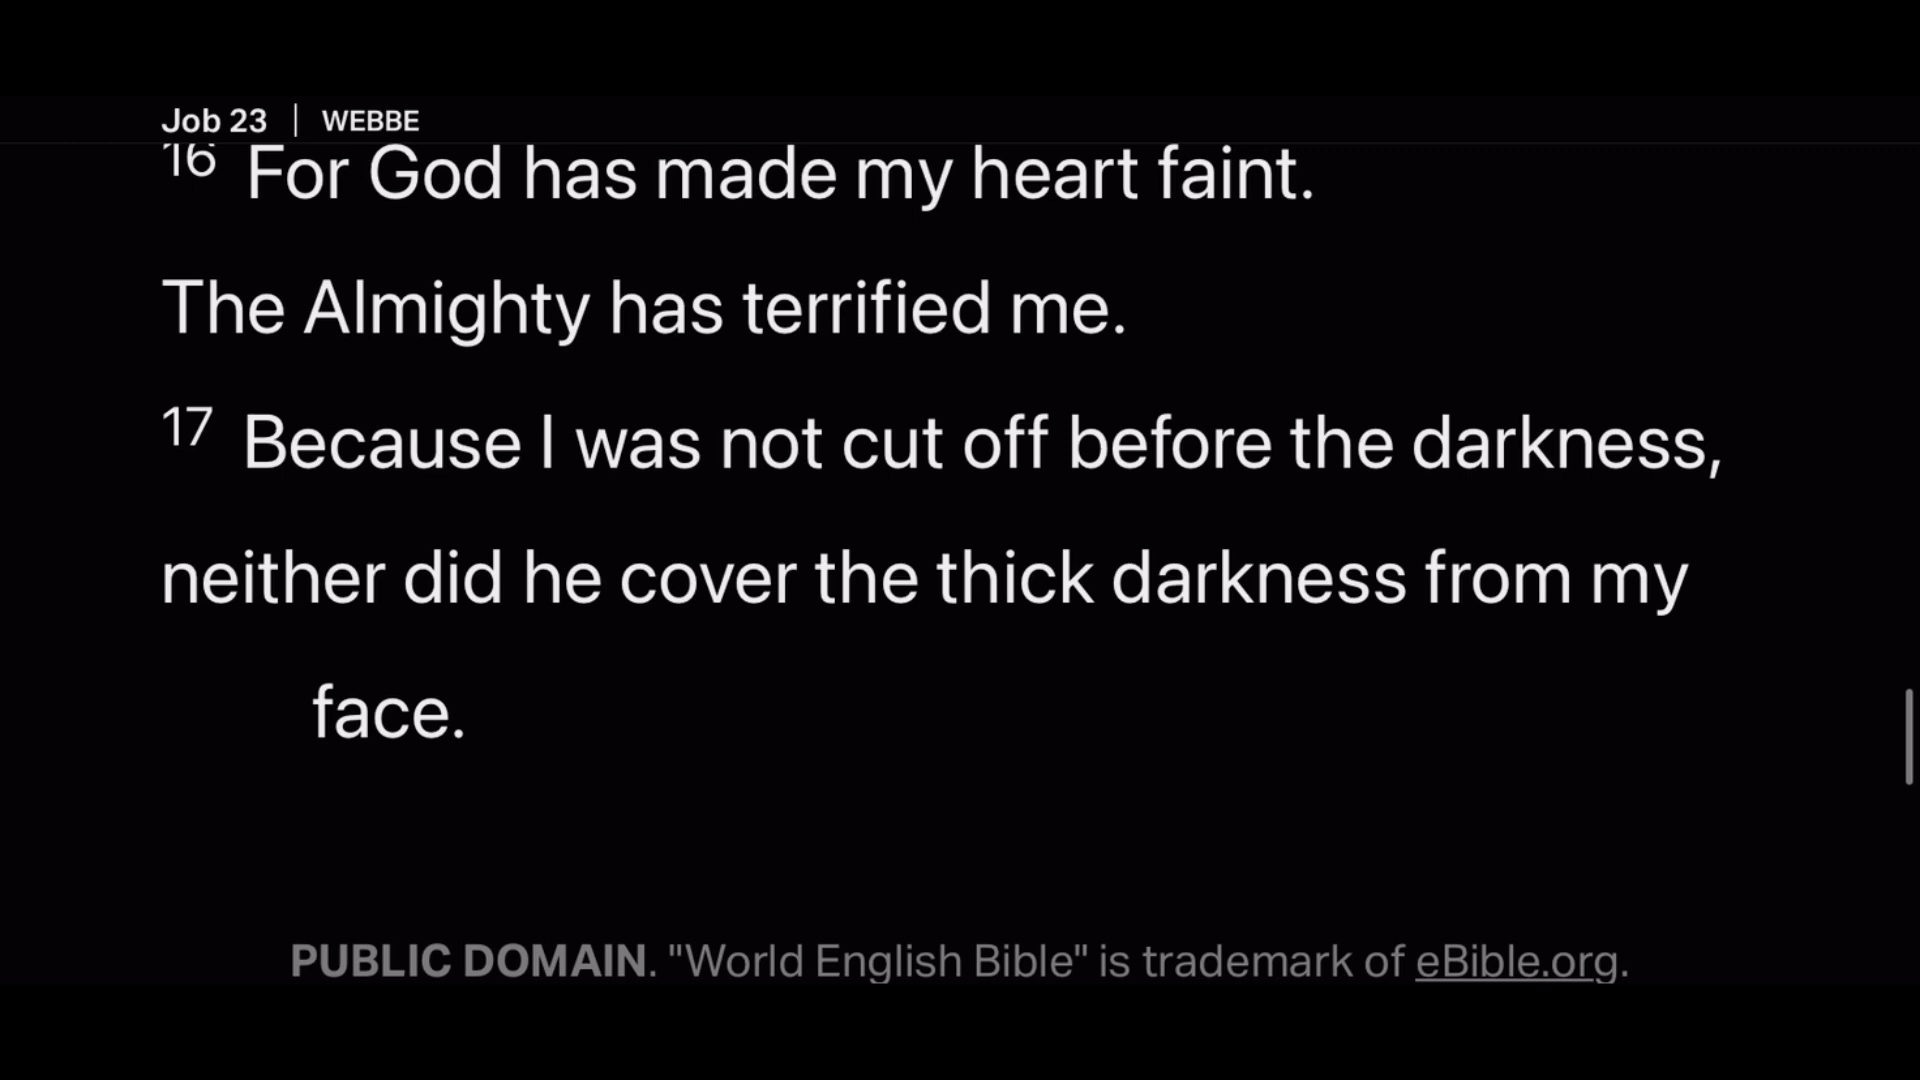 Job 23 | WEBBE
16 For God has made my heart faint.
The Almighty has terrified me.
17 Because I was not cut off before the darkness,
neither did he cover the thick darkness from my
face.
PUBLIC DOMAIN. "World English Bible" is trademark of eBible.org.